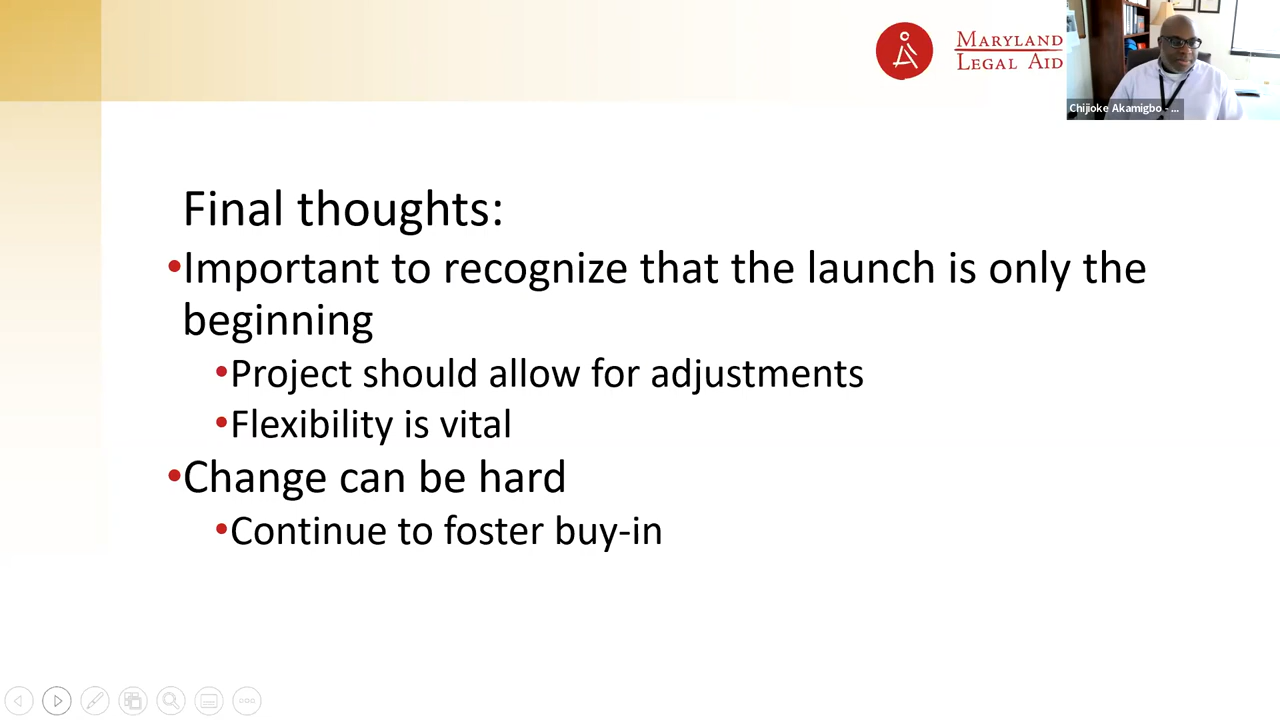 MARYLAND
LEGAL AID
Chijioke Akamigbo - ...
Final thoughts:
•Important to recognize that the launch is only the
beginning
•Project should allow for adjustments
•Flexibility is vital
•Change can be hard
•Continue to foster buy-in